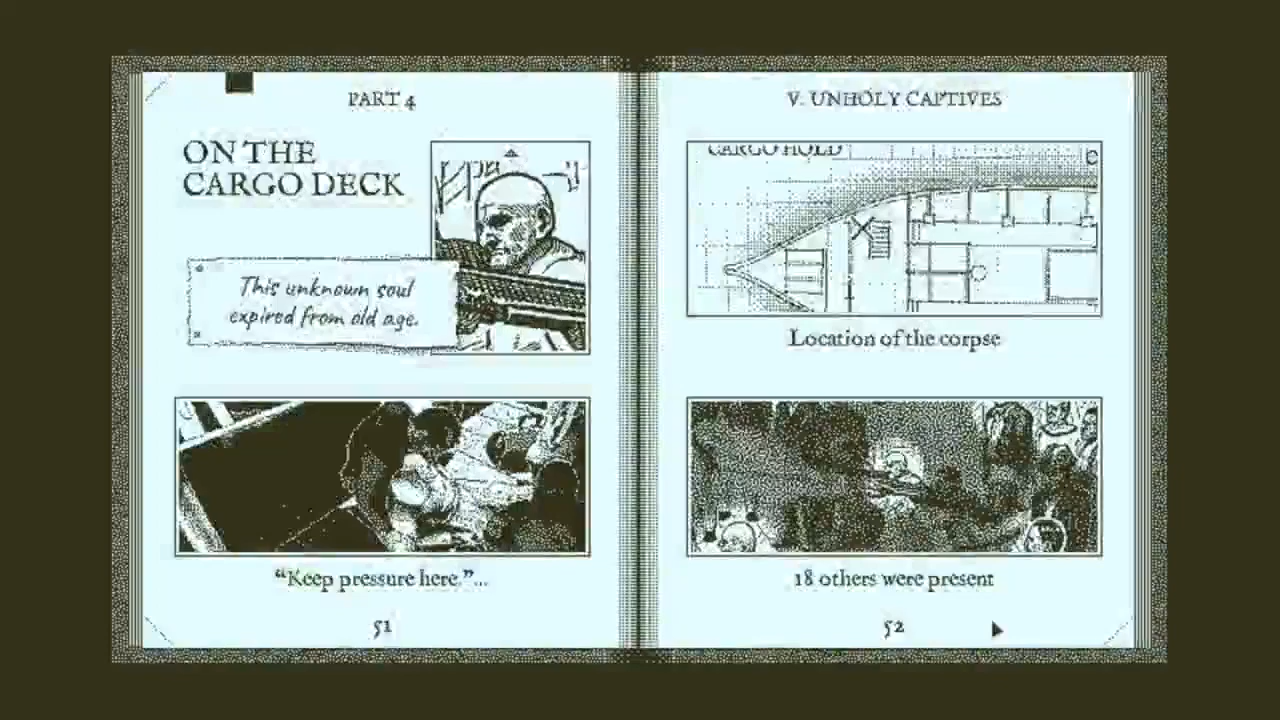 PART 4
ON THE
CARGO DECK
This unknown soul
expired from old age.
"Keep pressure here."...
51
V. UNHOLY CAPTIVES
CARGO HOLD
Location of the corpse
18 others were present
52